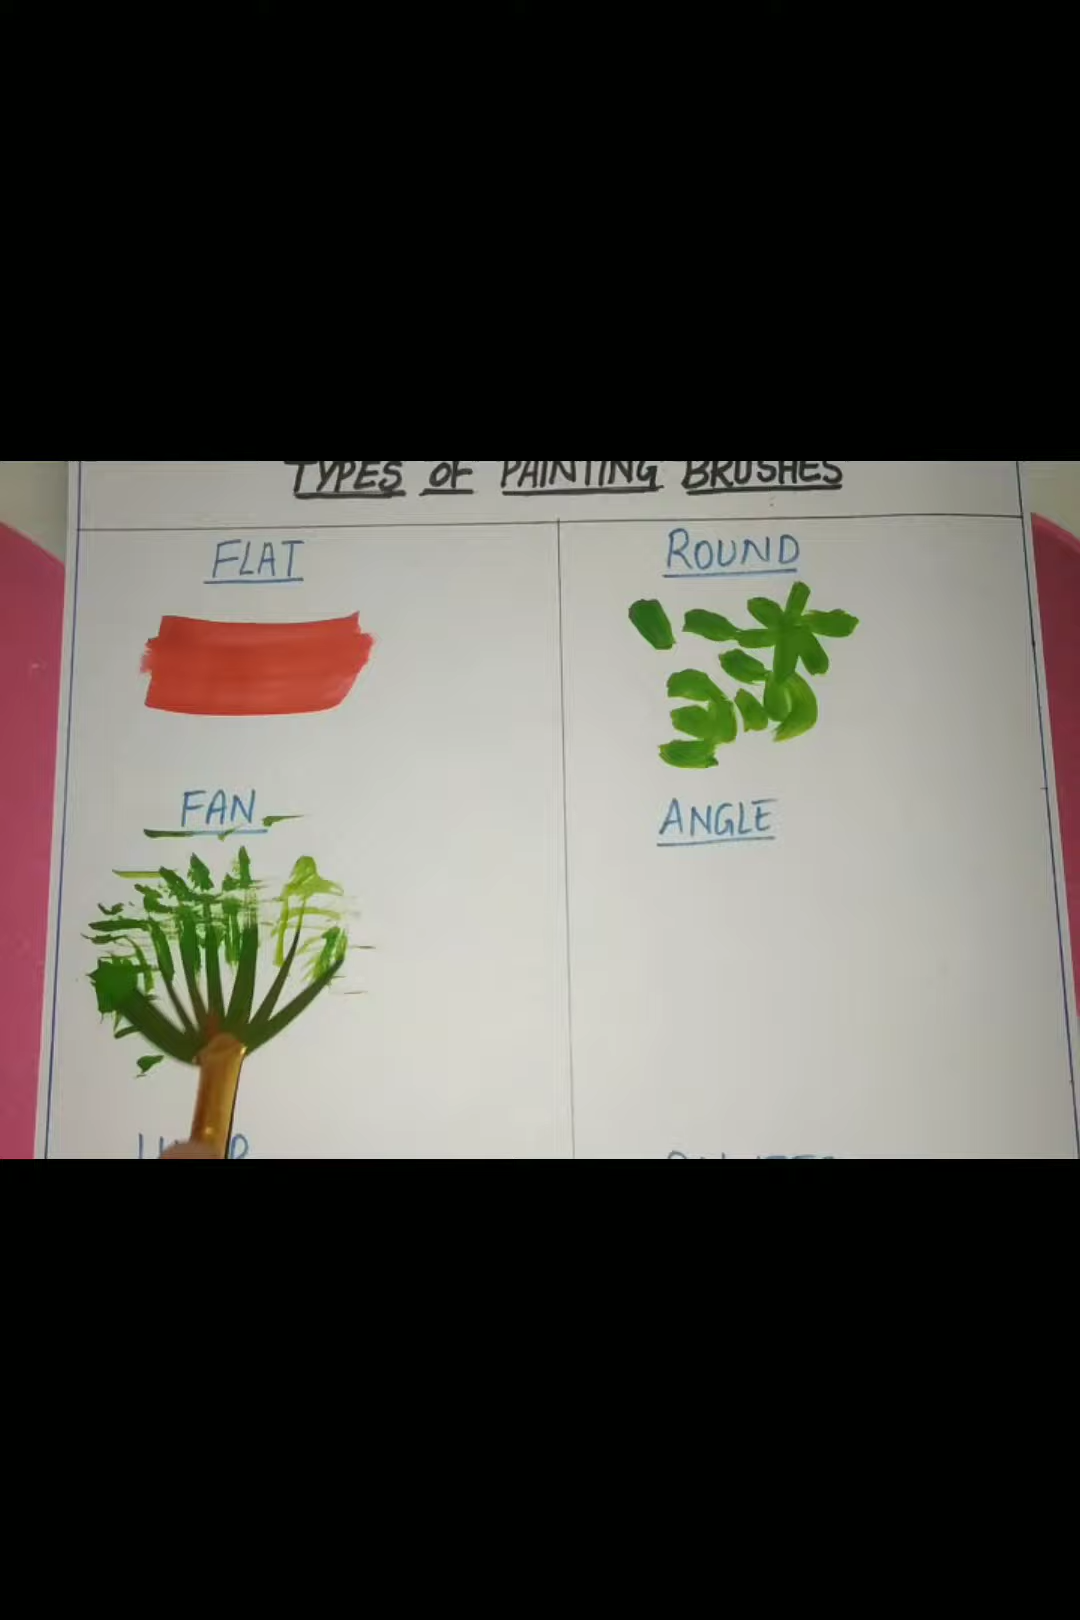 TYPES OF PAINTING BRUSHES
FLAT
ROUND
FAN
ANGLE